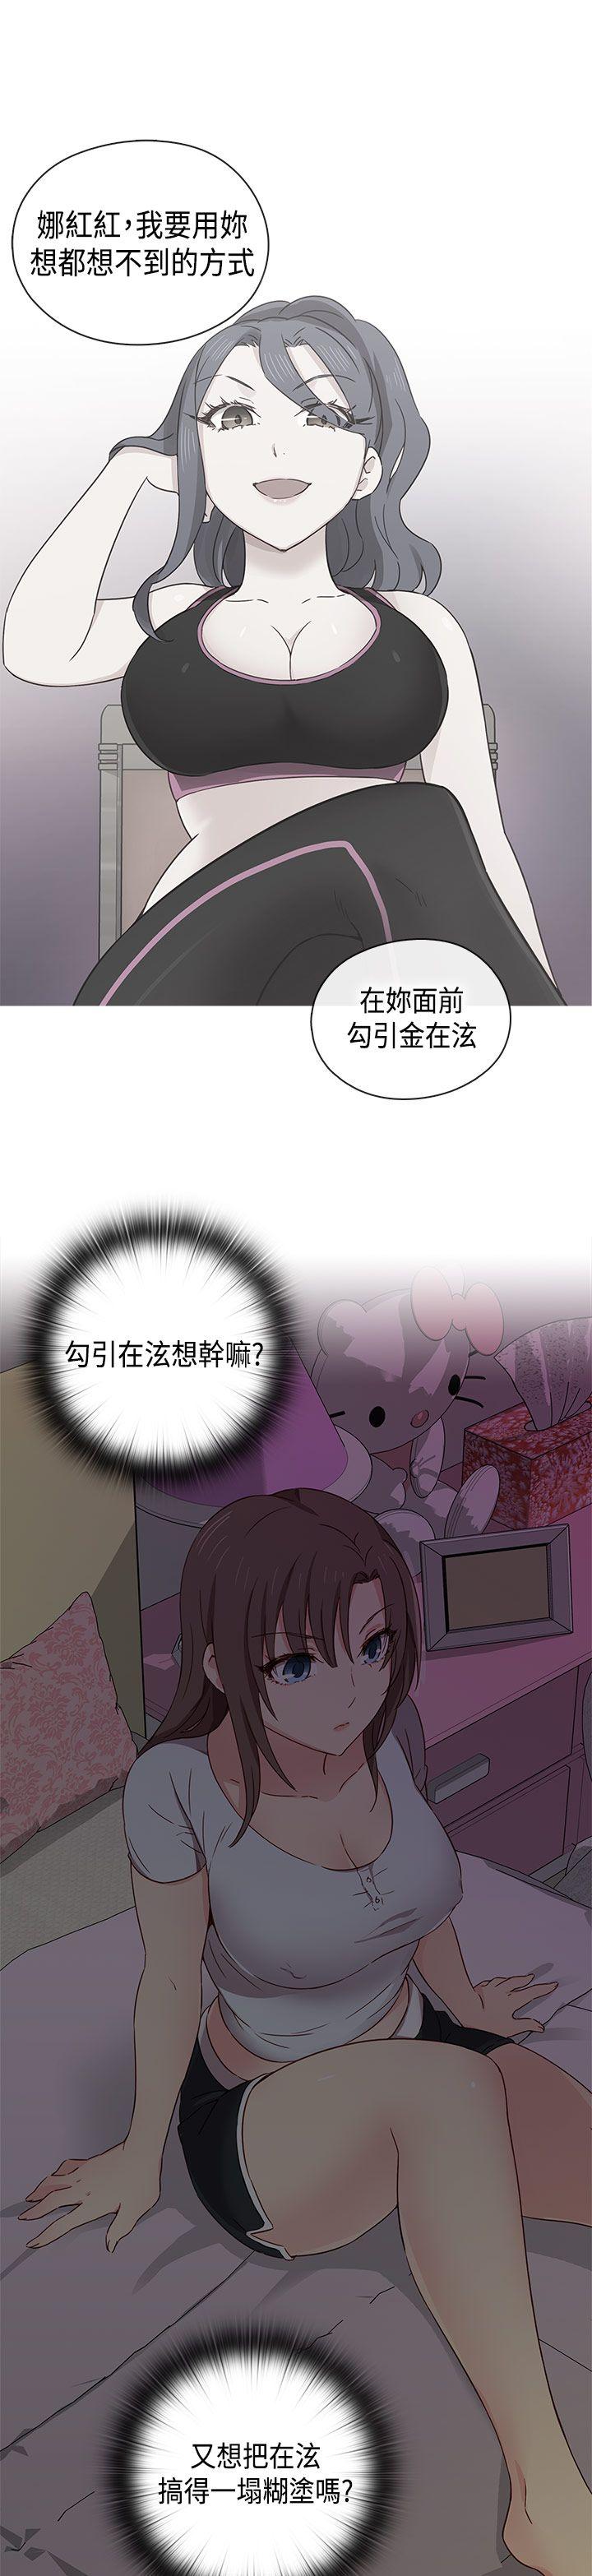 娜紅紅,我要用妳
想都想不到的方式
在妳面前
勾引金在泫
勾引在泫想幹嘛?
又想把在泫
搞得一塌糊塗嗎?